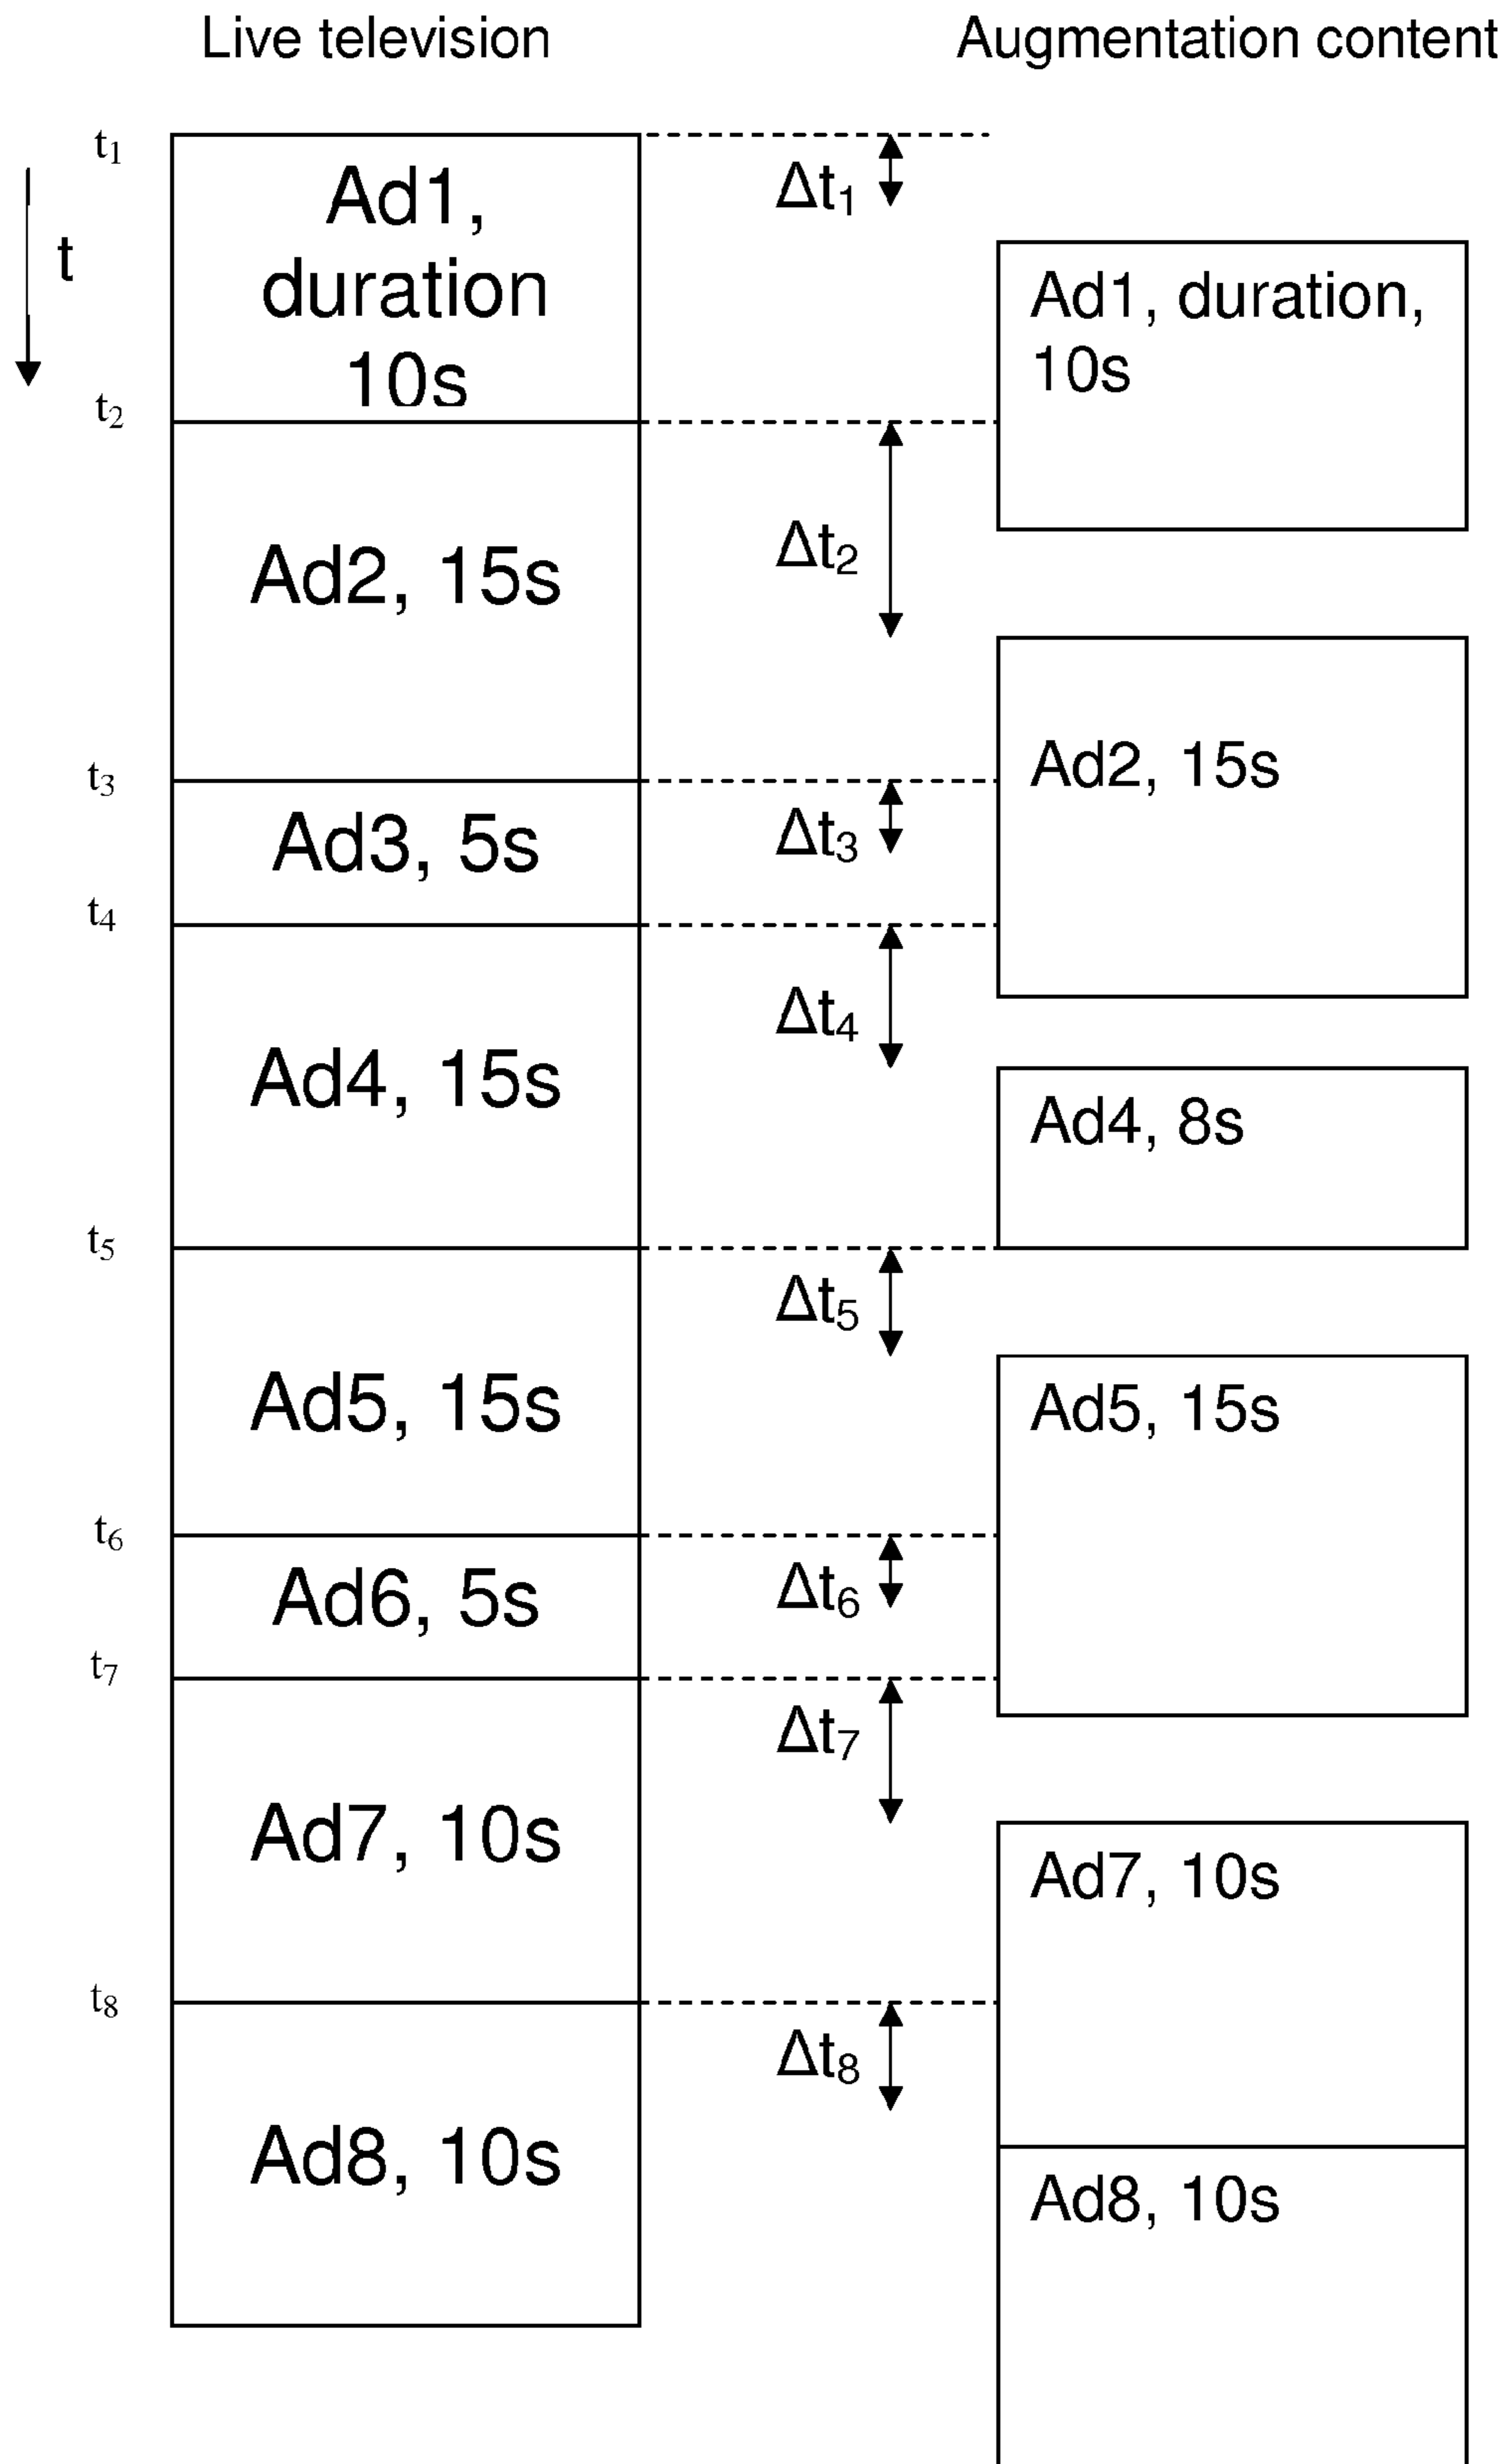 Live television Augmentation content
t1
Δt1
Ad1,
duration
10s
t
Ad1, duration,
10s
t2
Δt2
Ad2, 15s
Ad2, 15s
t3
Δt3
Ad3, 5s
t4
Δt4
Ad4, 15s
Ad4, 8s
t5
Δt5
Ad5, 15s
Ad5, 15s
t6
Δt6
Ad6, 5s
t7
Δt7
Ad7, 10s
Ad7, 10s
t8
Δt8
Ad8, 10s
Ad8, 10s